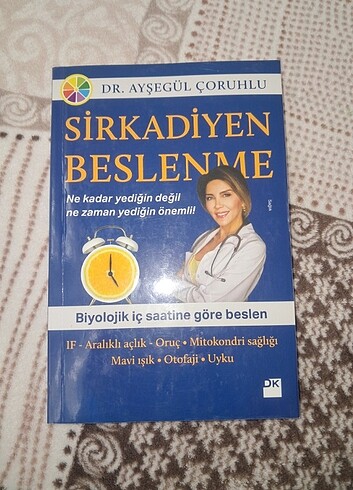 DR. AYŞEGÜL ÇORUHLU
SİRKADİYEN
BESLENME
Ne kadar yediğin değil
ne zaman yediğin önemli!
Sağlık
Biyolojik iç saatine göre beslen
IF - Aralıklı açlık - Oruç • Mitokondri sağlığı
Mavi ışık • Otofaji • Uyku
DK